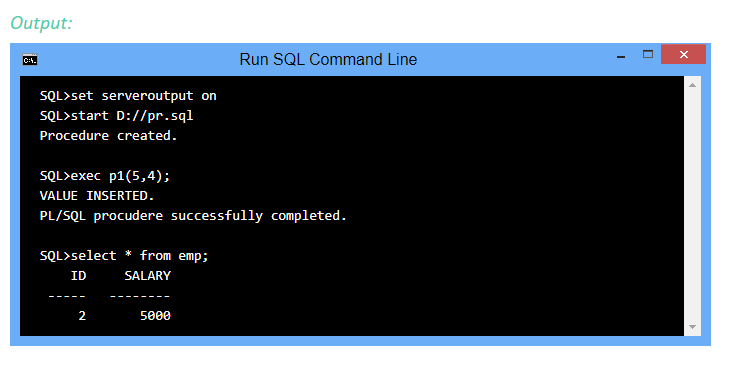 Output:
C:\.
Run SQL Command Line
SQL>set serveroutput on
SQL>start D://pr.sql
Procedure created.
SQL>exec p1(5,4);
VALUE INSERTED.
PL/SQL procudere successfully completed.
SQL>select * from emp;
ID SALARY
----- --------
2 5000